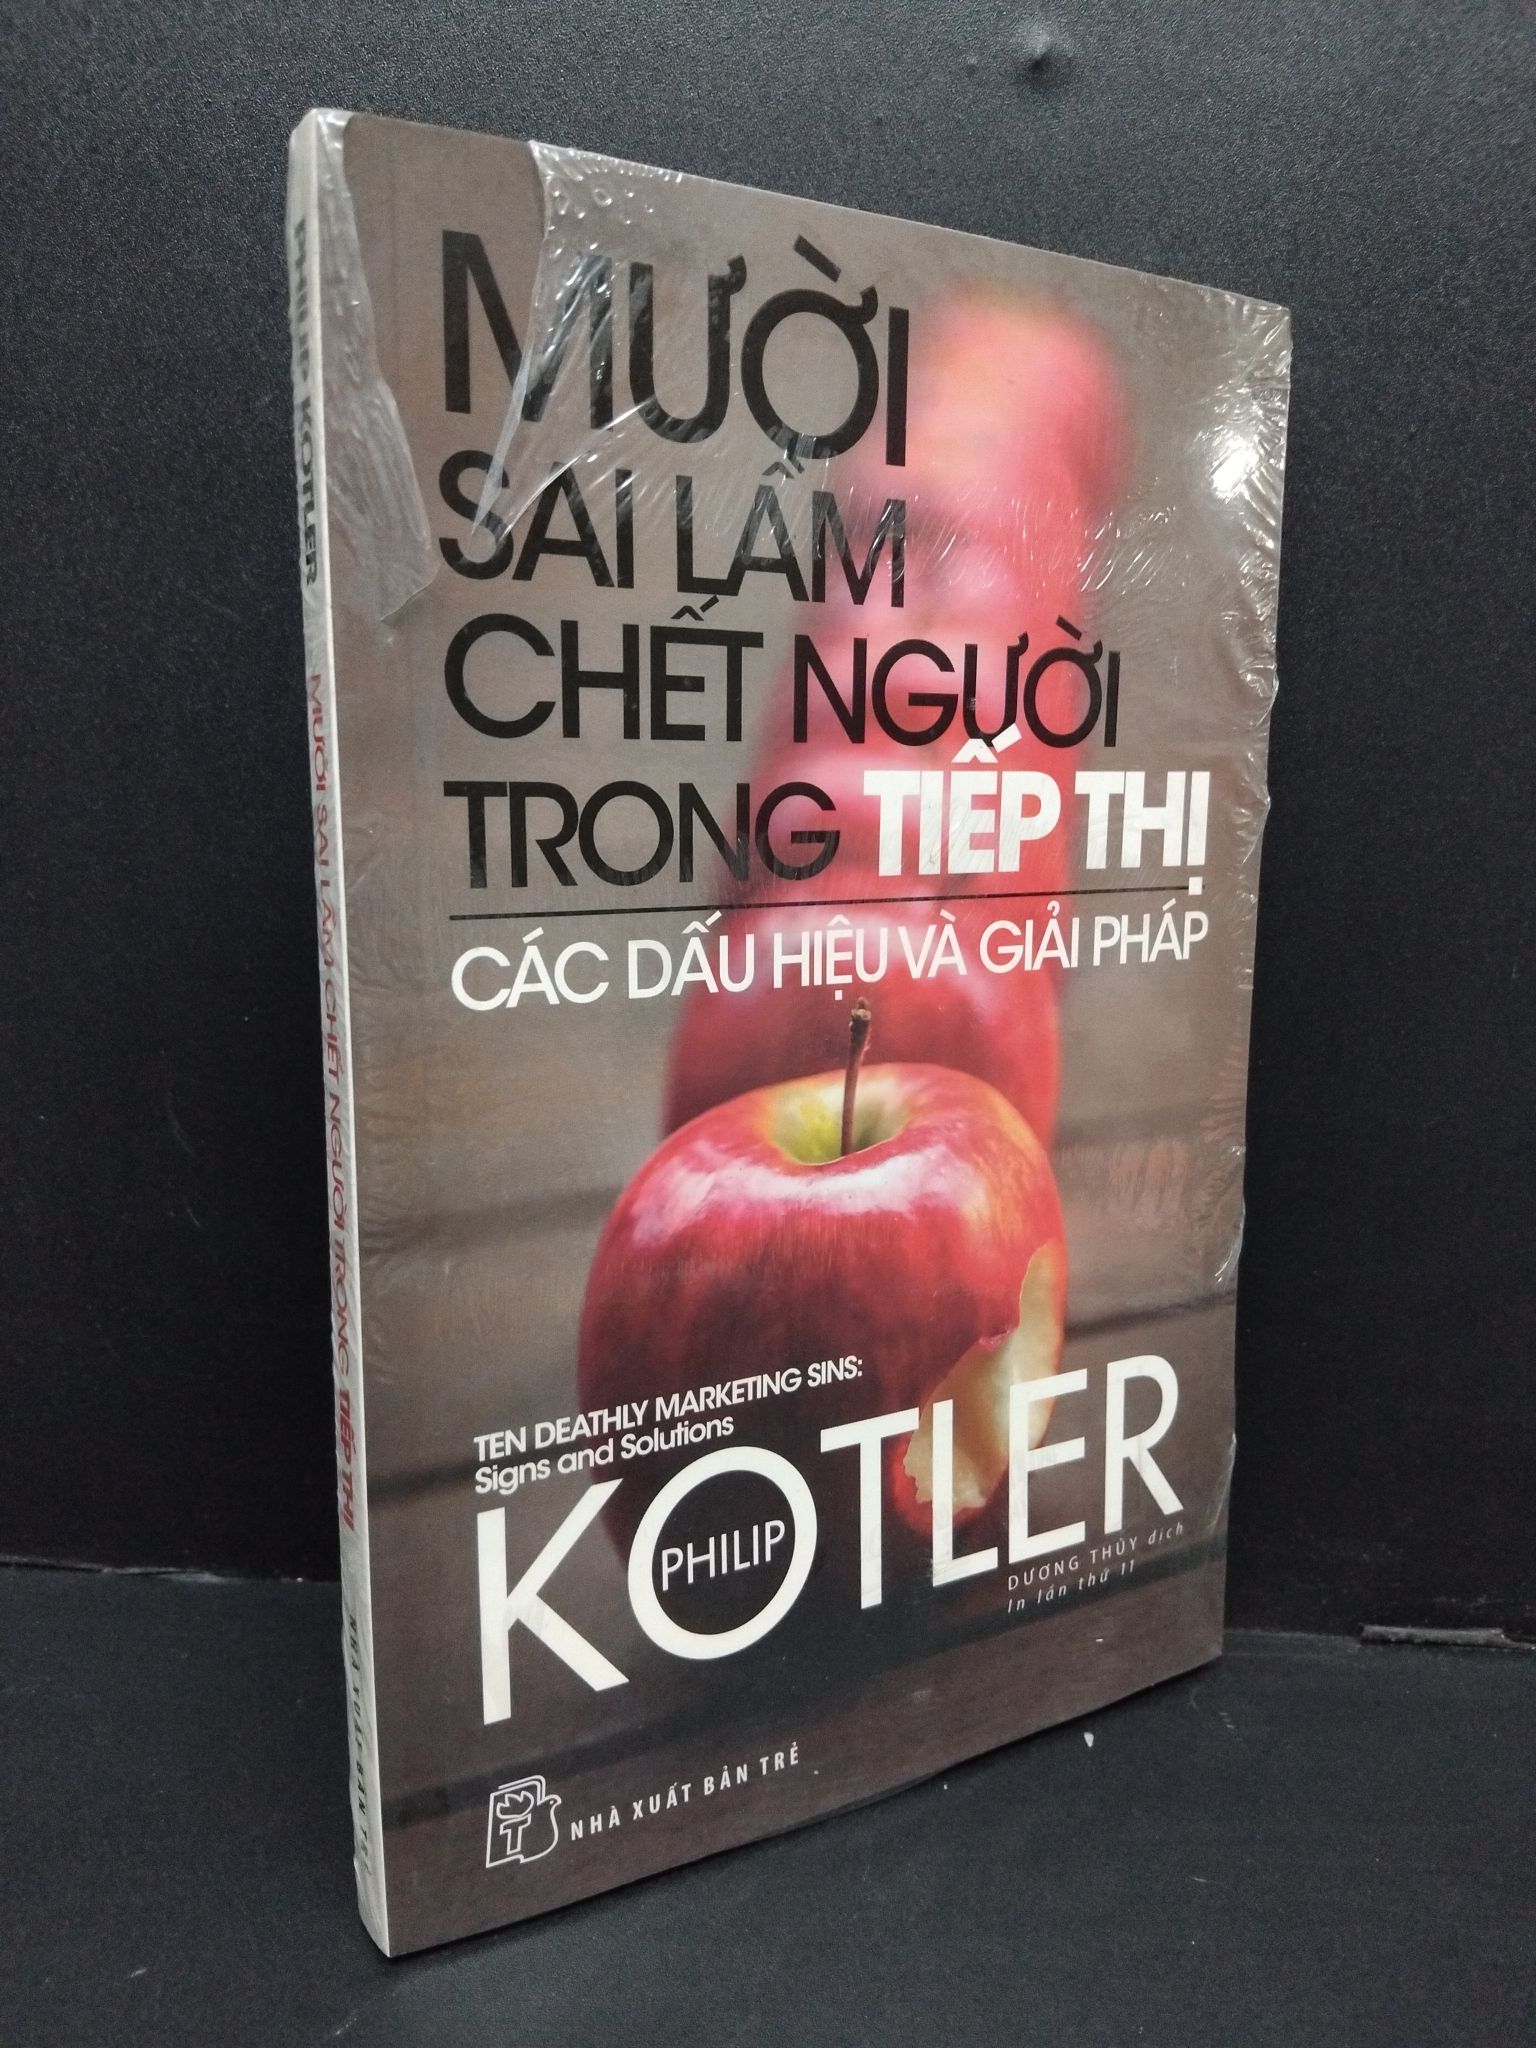 MƯỜI
SAI LẦM
CHẾT NGƯỜI
TRONG TIẾP THỊ
CÁC DẤU HIỆU VÀ GIẢI PHÁP
TEN DEATHLY MARKETING SINS:
Signs and Solutions
KOTLER
PHILIP
DƯƠNG THỦY dịch
In lần thứ 11
NHÀ XUẤT BẢN TRẺ
PHILIP KOTLER
MƯỜI SAI LẦM CHẾT NGƯỜI TRONG TIẾP THỊ
NHÀ XUẤT BẢN TRẺ